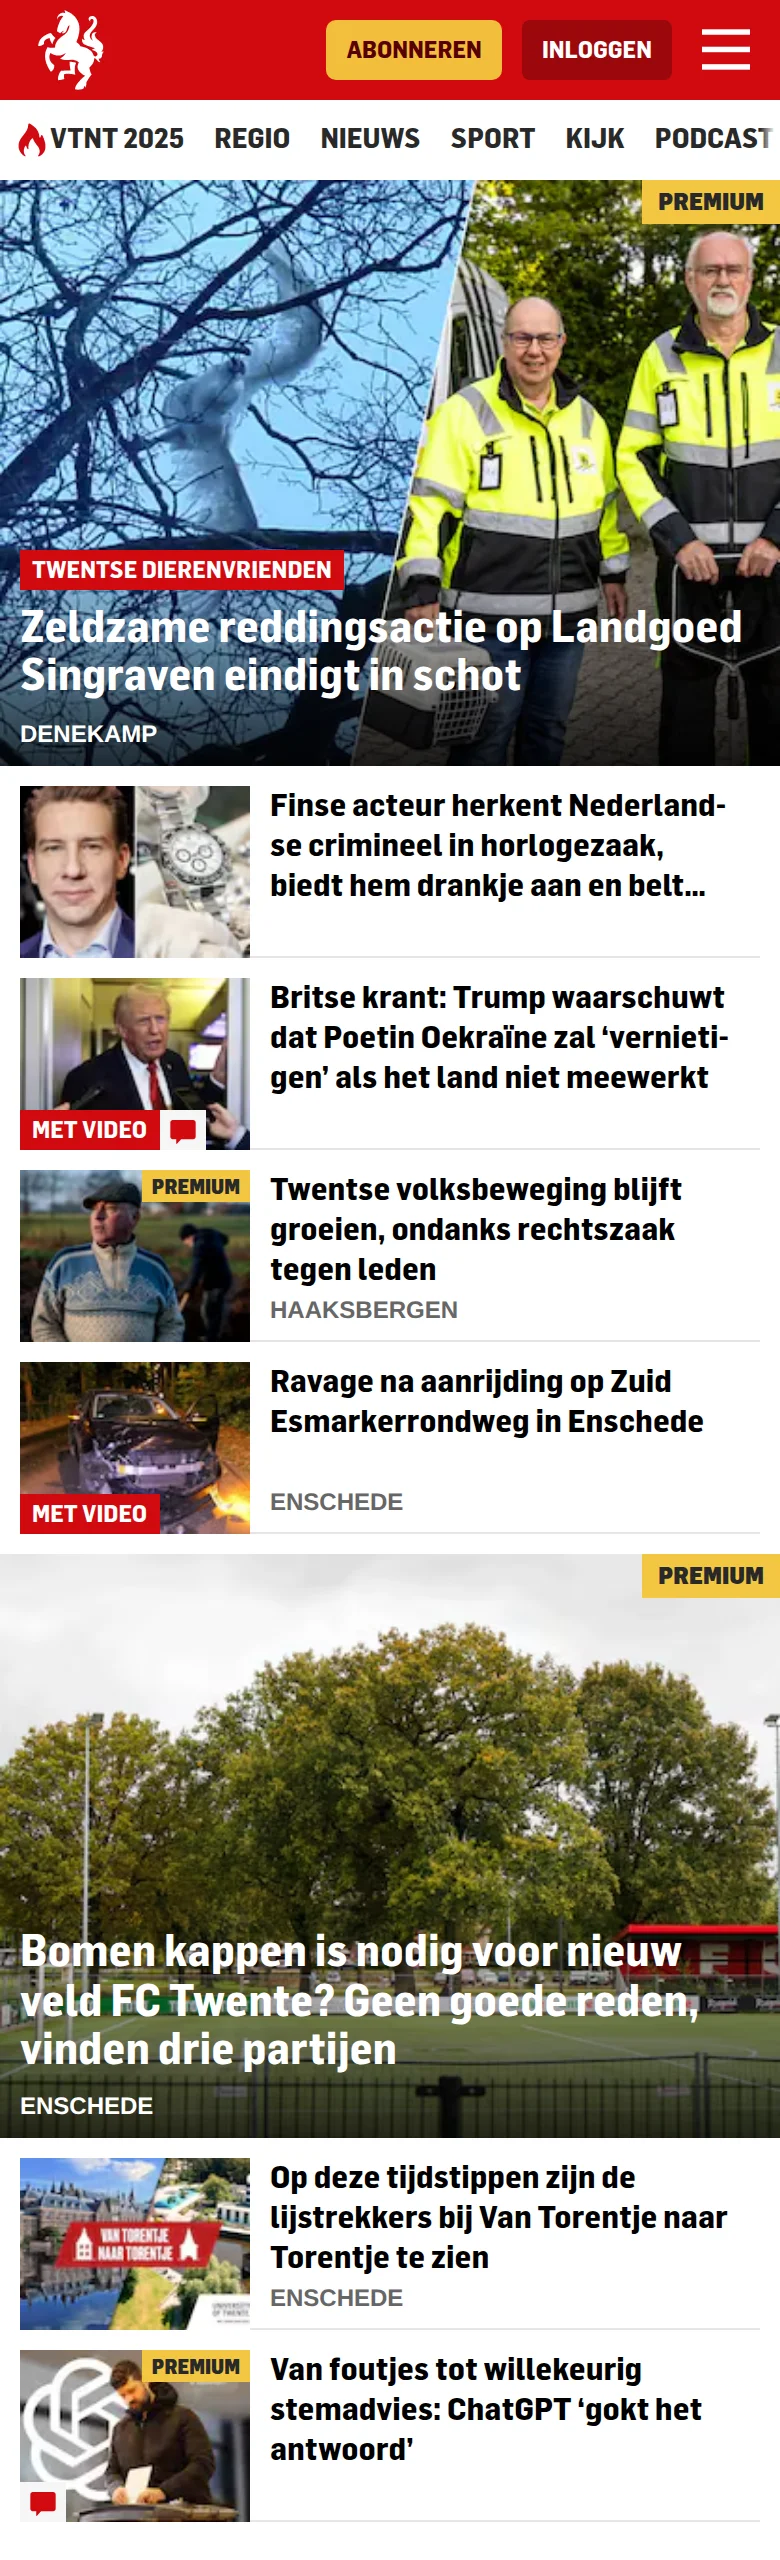 ABONNEREN
INLOGGEN
VTNT 2025 REGIO NIEUWS SPORT KIJK PODCAST
PREMIUM
TWENTSE DIERENVRIENDEN
Zeldzame reddingsactie op Landgoed
Singraven eindigt in schot
DENEKAMP
Finse acteur herkent Nederland-
se crimineel in horlogezaak,
biedt hem drankje aan en belt...
Britse krant: Trump waarschuwt
dat Poetin Oekraïne zal ‘vernieti-
gen’ als het land niet meewerkt
MET VIDEO
PREMIUM
Twentse volksbeweging blijft
groeien, ondanks rechtszaak
tegen leden
HAAKSBERGEN
Ravage na aanrijding op Zuid
Esmarkerrondweg in Enschede
ENSCHEDE
MET VIDEO
PREMIUM
Bomen kappen is nodig voor nieuw
veld FC Twente? Geen goede reden,
vinden drie partijen
ENSCHEDE
VAN TORENTJE
NAAR TORENTJE
Op deze tijdstippen zijn de
lijstrekkers bij Van Torentje naar
Torentje te zien
ENSCHEDE
PREMIUM
Van foutjes tot willekeurig
stemadvies: ChatGPT ‘gokt het
antwoord’